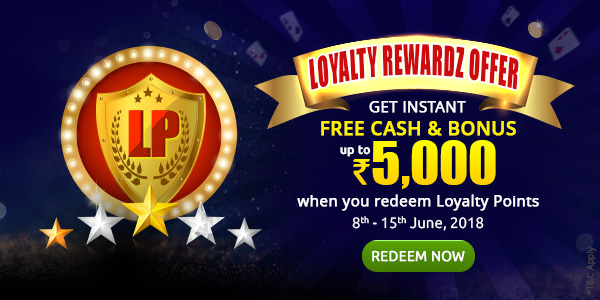 LP
LOYALTY REWARDZ OFFER
GET INSTANT
FREE CASH & BONUS
up to
₹5,000
when you redeem Loyalty Points
8th - 15th June, 2018
REDEEM NOW
*T&C Apply